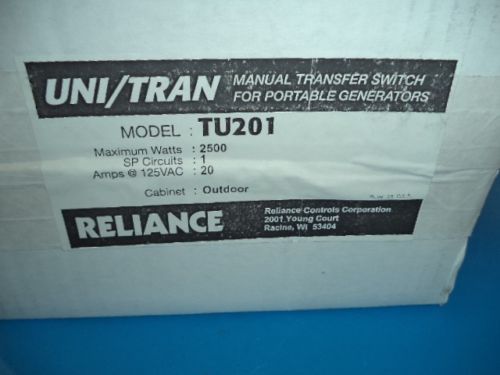 UNI/TRAN MANUAL TRANSFER SWITCH
FOR PORTABLE GENERATORS
MODEL : TU201
Maximum Watts : 2500
SP Circuits : 1
Amps @ 125VAC : 20
Cabinet : Outdoor
RELIANCE
Reliance Controls Corporation
2001 Young Court
Racine, WI 53404